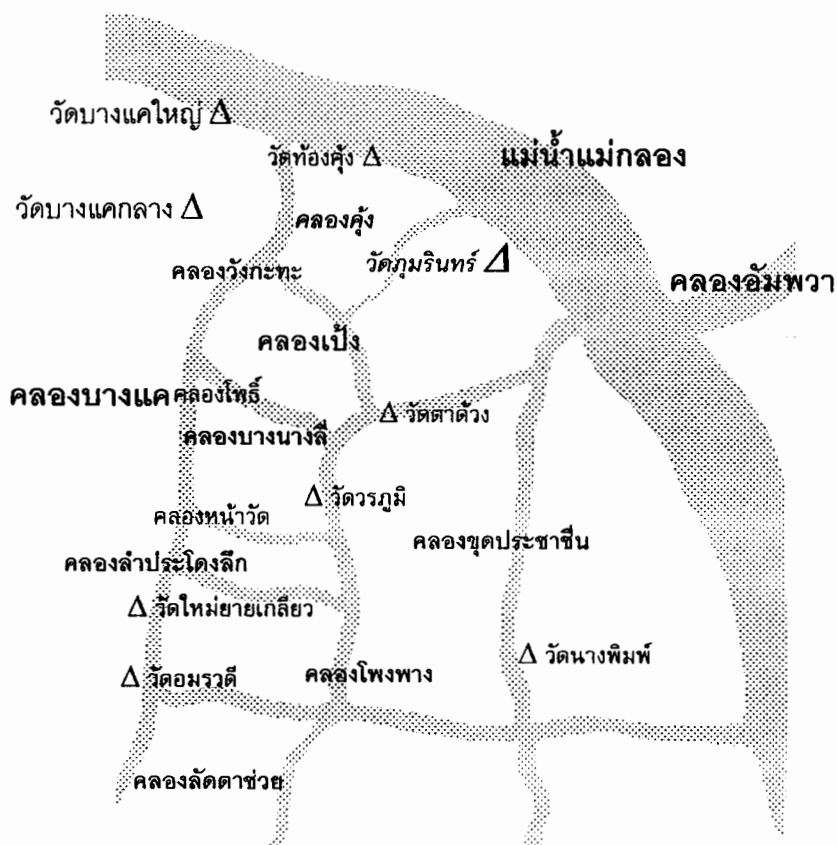 วัดบางแคใหญ่ Δ
วัดท้องคุ้ง Δ
แม่น้ำแม่กลอง
วัดบางแคกลาง Δ
คลองคุ้ง
วัดภุมรินทร์ Δ
คลองวังกะทะ
คลองอัมพวา
คลองเป้ง
คลองบางแค
คลองโพธิ์
Δ วัดตาด้วง
คลองบางนางลี่
Δ วัดวรภูมิ
คลองหน้าวัด
คลองขุดประชาชื่น
คลองลำประโดงลึก
Δ วัดใหม่ยายเกลียว
Δ วัดนางพิมพ์
Δ วัดอมรวดี
คลองโพงพาง
คลองลัดตาช่วย